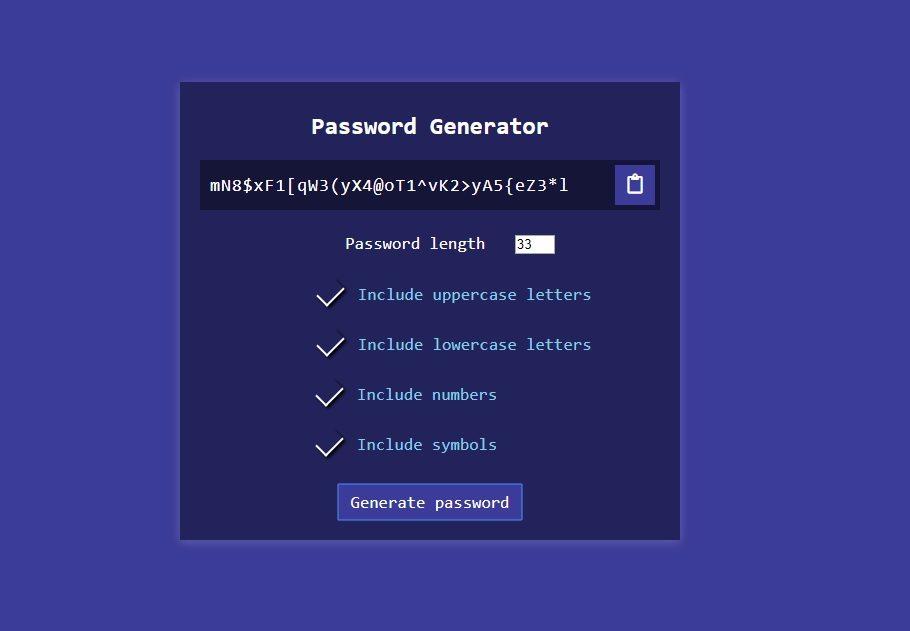 Password Generator
mN8$xF1[qW3(yX4@oT1^vK2>yA5{eZ3*l
Password length 33
Include uppercase letters
Include lowercase letters
Include numbers
Include symbols
Generate password